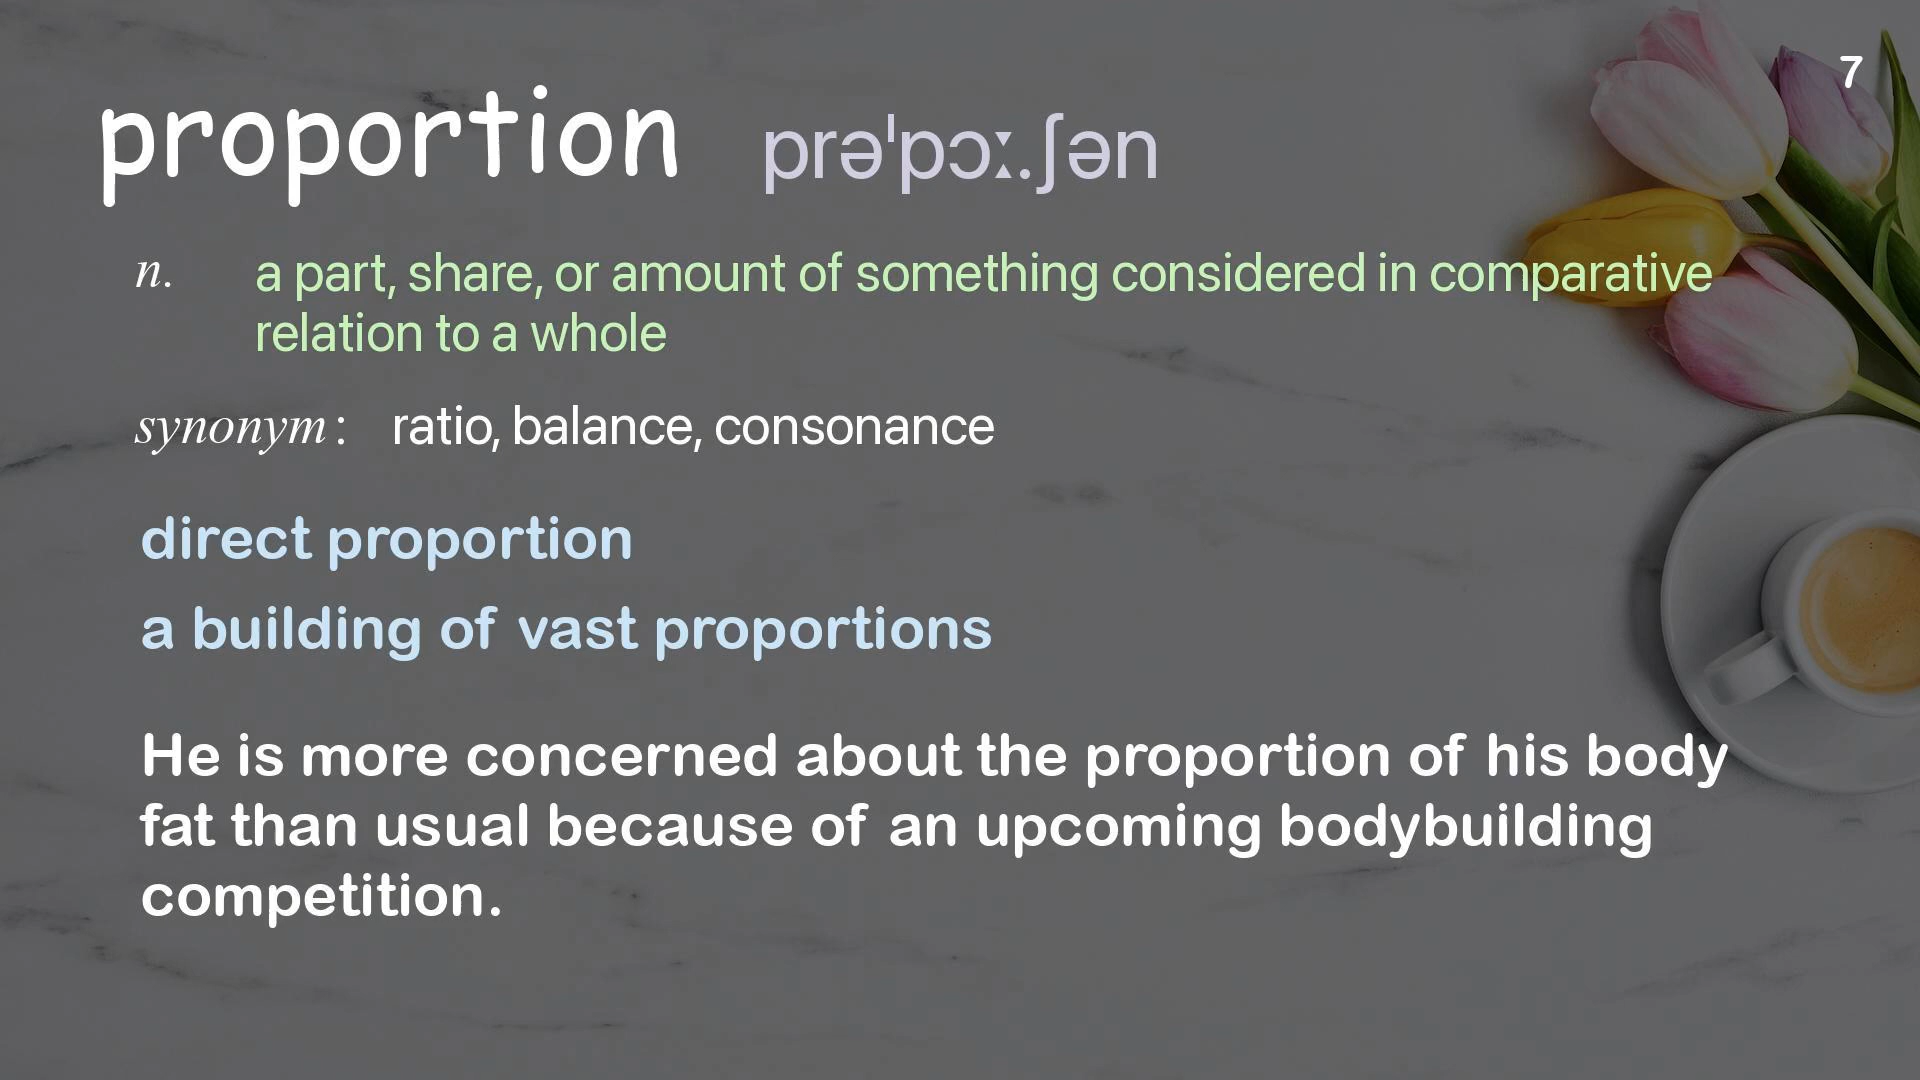 7
proportion prəˈpɔː.ʃən
n. a part, share, or amount of something considered in comparative
relation to a whole
synonym: ratio, balance, consonance
direct proportion
a building of vast proportions
He is more concerned about the proportion of his body
fat than usual because of an upcoming bodybuilding
competition.